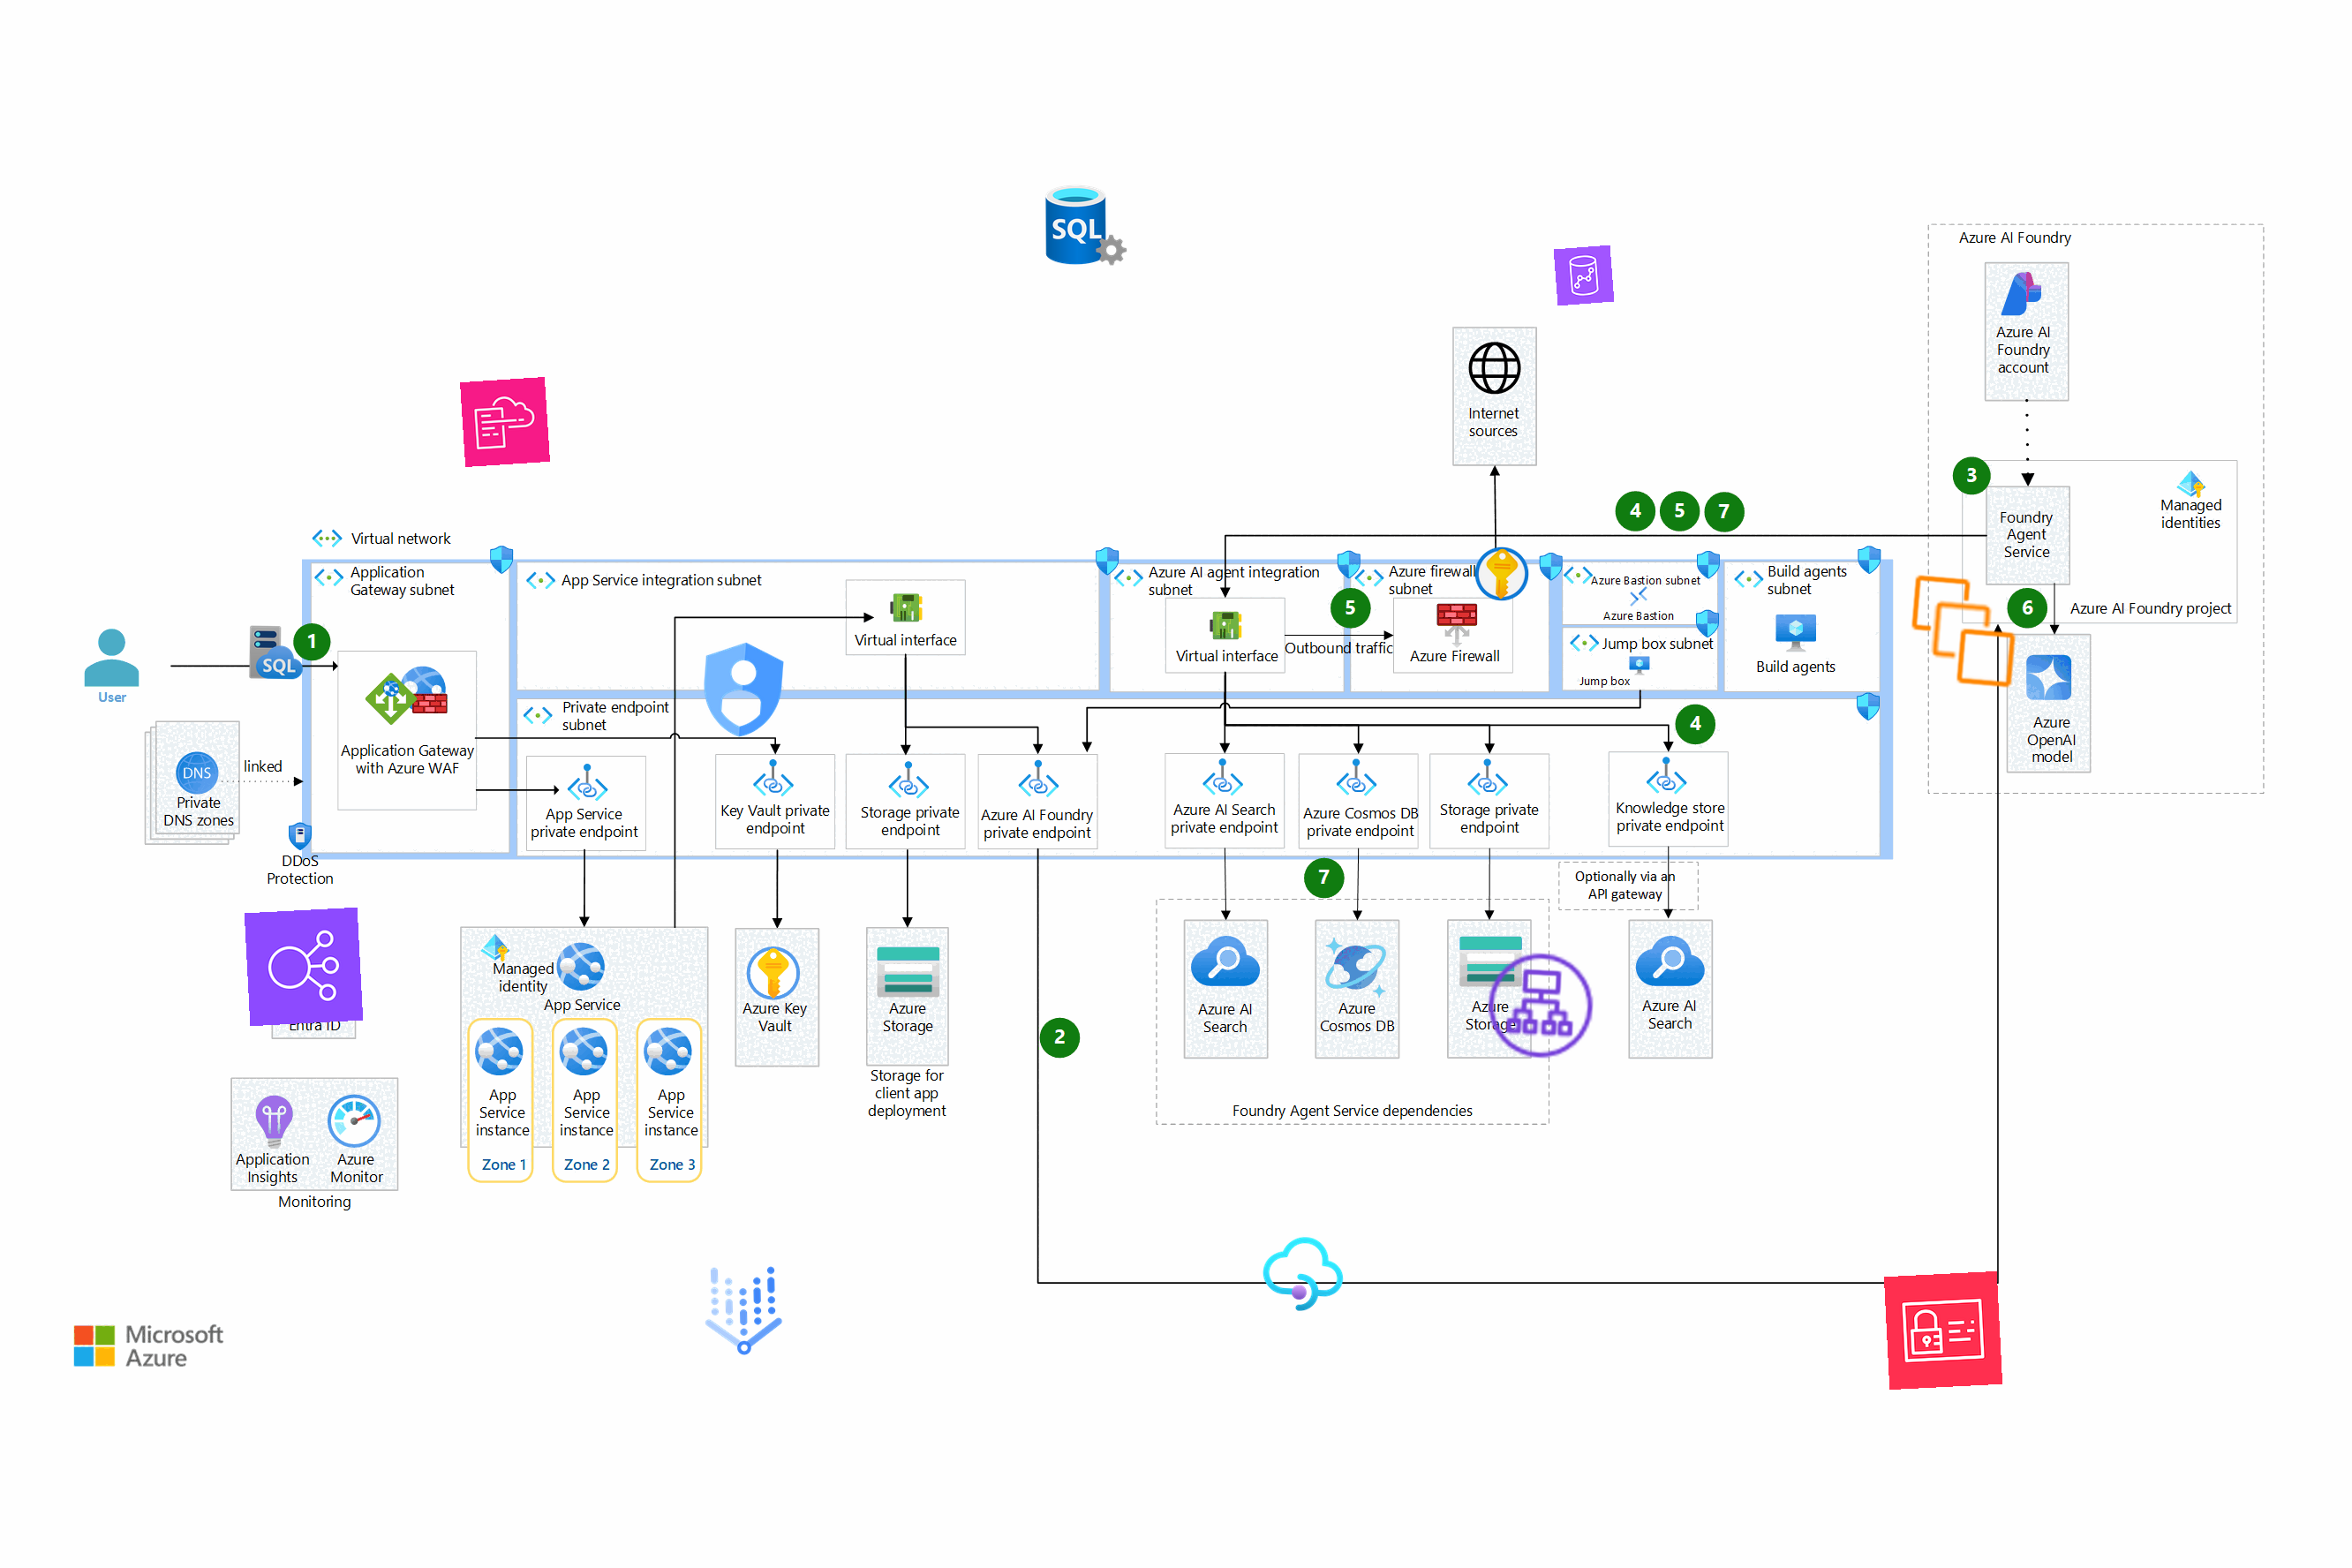 SQL
Azure AI Foundry
Azure AI
Foundry
account
Internet
sources
3
Managed
identities
4 5 7
Foundry
Agent
Service
Virtual network
Application
Gateway subnet
App Service integration subnet
Azure AI agent integration
subnet
Azure firewall
subnet
Azure Bastion subnet
Azure Bastion
Build agents
subnet
5
6
Azure AI Foundry project
1
SQL
User
Virtual interface
Virtual interface
Outbound traffic
Azure Firewall
Jump box subnet
Jump box
Build agents
Private endpoint
subnet
4
Azure
OpenAI
model
Application Gateway
with Azure WAF
linked
DNS
Private
DNS zones
App Service
private endpoint
Key Vault private
endpoint
Storage private
endpoint
Azure AI Foundry
private endpoint
Azure AI Search
private endpoint
Azure Cosmos DB
private endpoint
Storage private
endpoint
Knowledge store
private endpoint
DDoS
Protection
7
Optionally via an
API gateway
Managed
identity
App Service
Azure Key
Vault
Azure
Storage
Azure AI
Search
Azure
Cosmos DB
Azure
Storage
Azure AI
Search
Entra ID
2
Storage for
client app
deployment
App
Service
instance
App
Service
instance
App
Service
instance
Zone 1
Zone 2
Zone 3
Foundry Agent Service dependencies
Application
Insights
Azure
Monitor
Monitoring
Microsoft
Azure